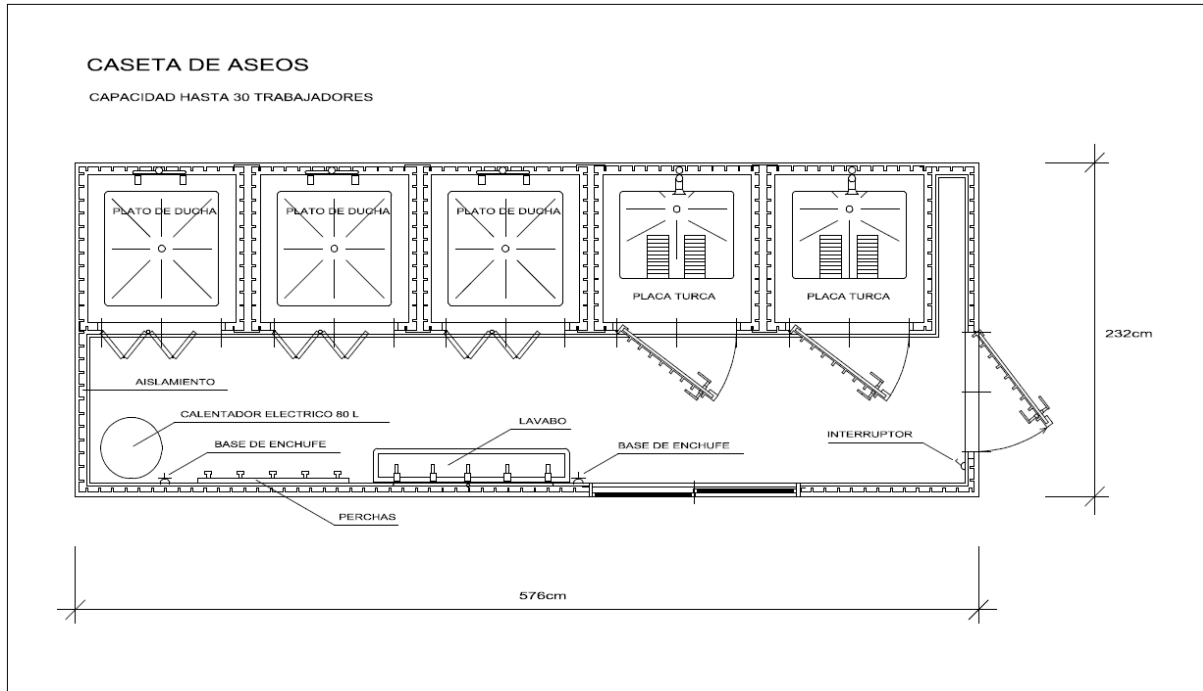 CASETA DE ASEOS
CAPACIDAD HASTA 30 TRABAJADORES
PLATO DE DUCHA
PLATO DE DUCHA
PLATO DE DUCHA
PLACA TURCA
PLACA TURCA
232cm
AISLAMIENTO
CALENTADOR ELECTRICO 80 L
LAVABO
BASE DE ENCHUFE
BASE DE ENCHUFE
INTERRUPTOR
PERCHAS
576cm